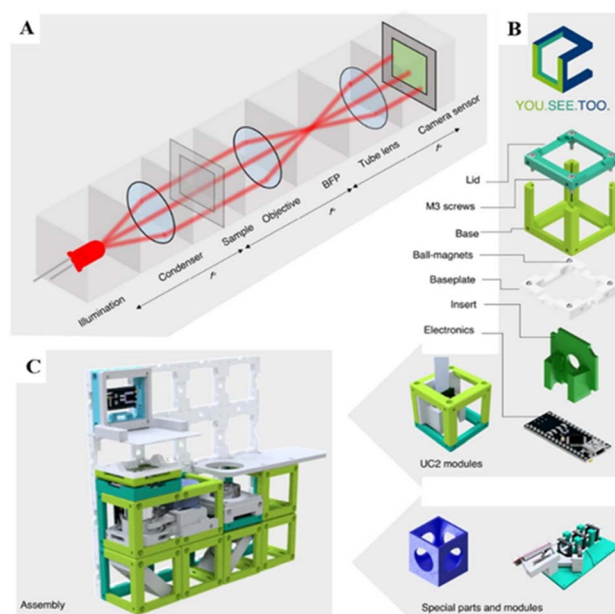 A
Illumination
Condenser
Sample
Objective
BFP
Tube lens
Camera sensor
B
YOU.SEE.TOO.
Lid
M3 screws
Base
Ball-magnets
Baseplate
Insert
Electronics
UC2 modules
Special parts and modules
C
Assembly